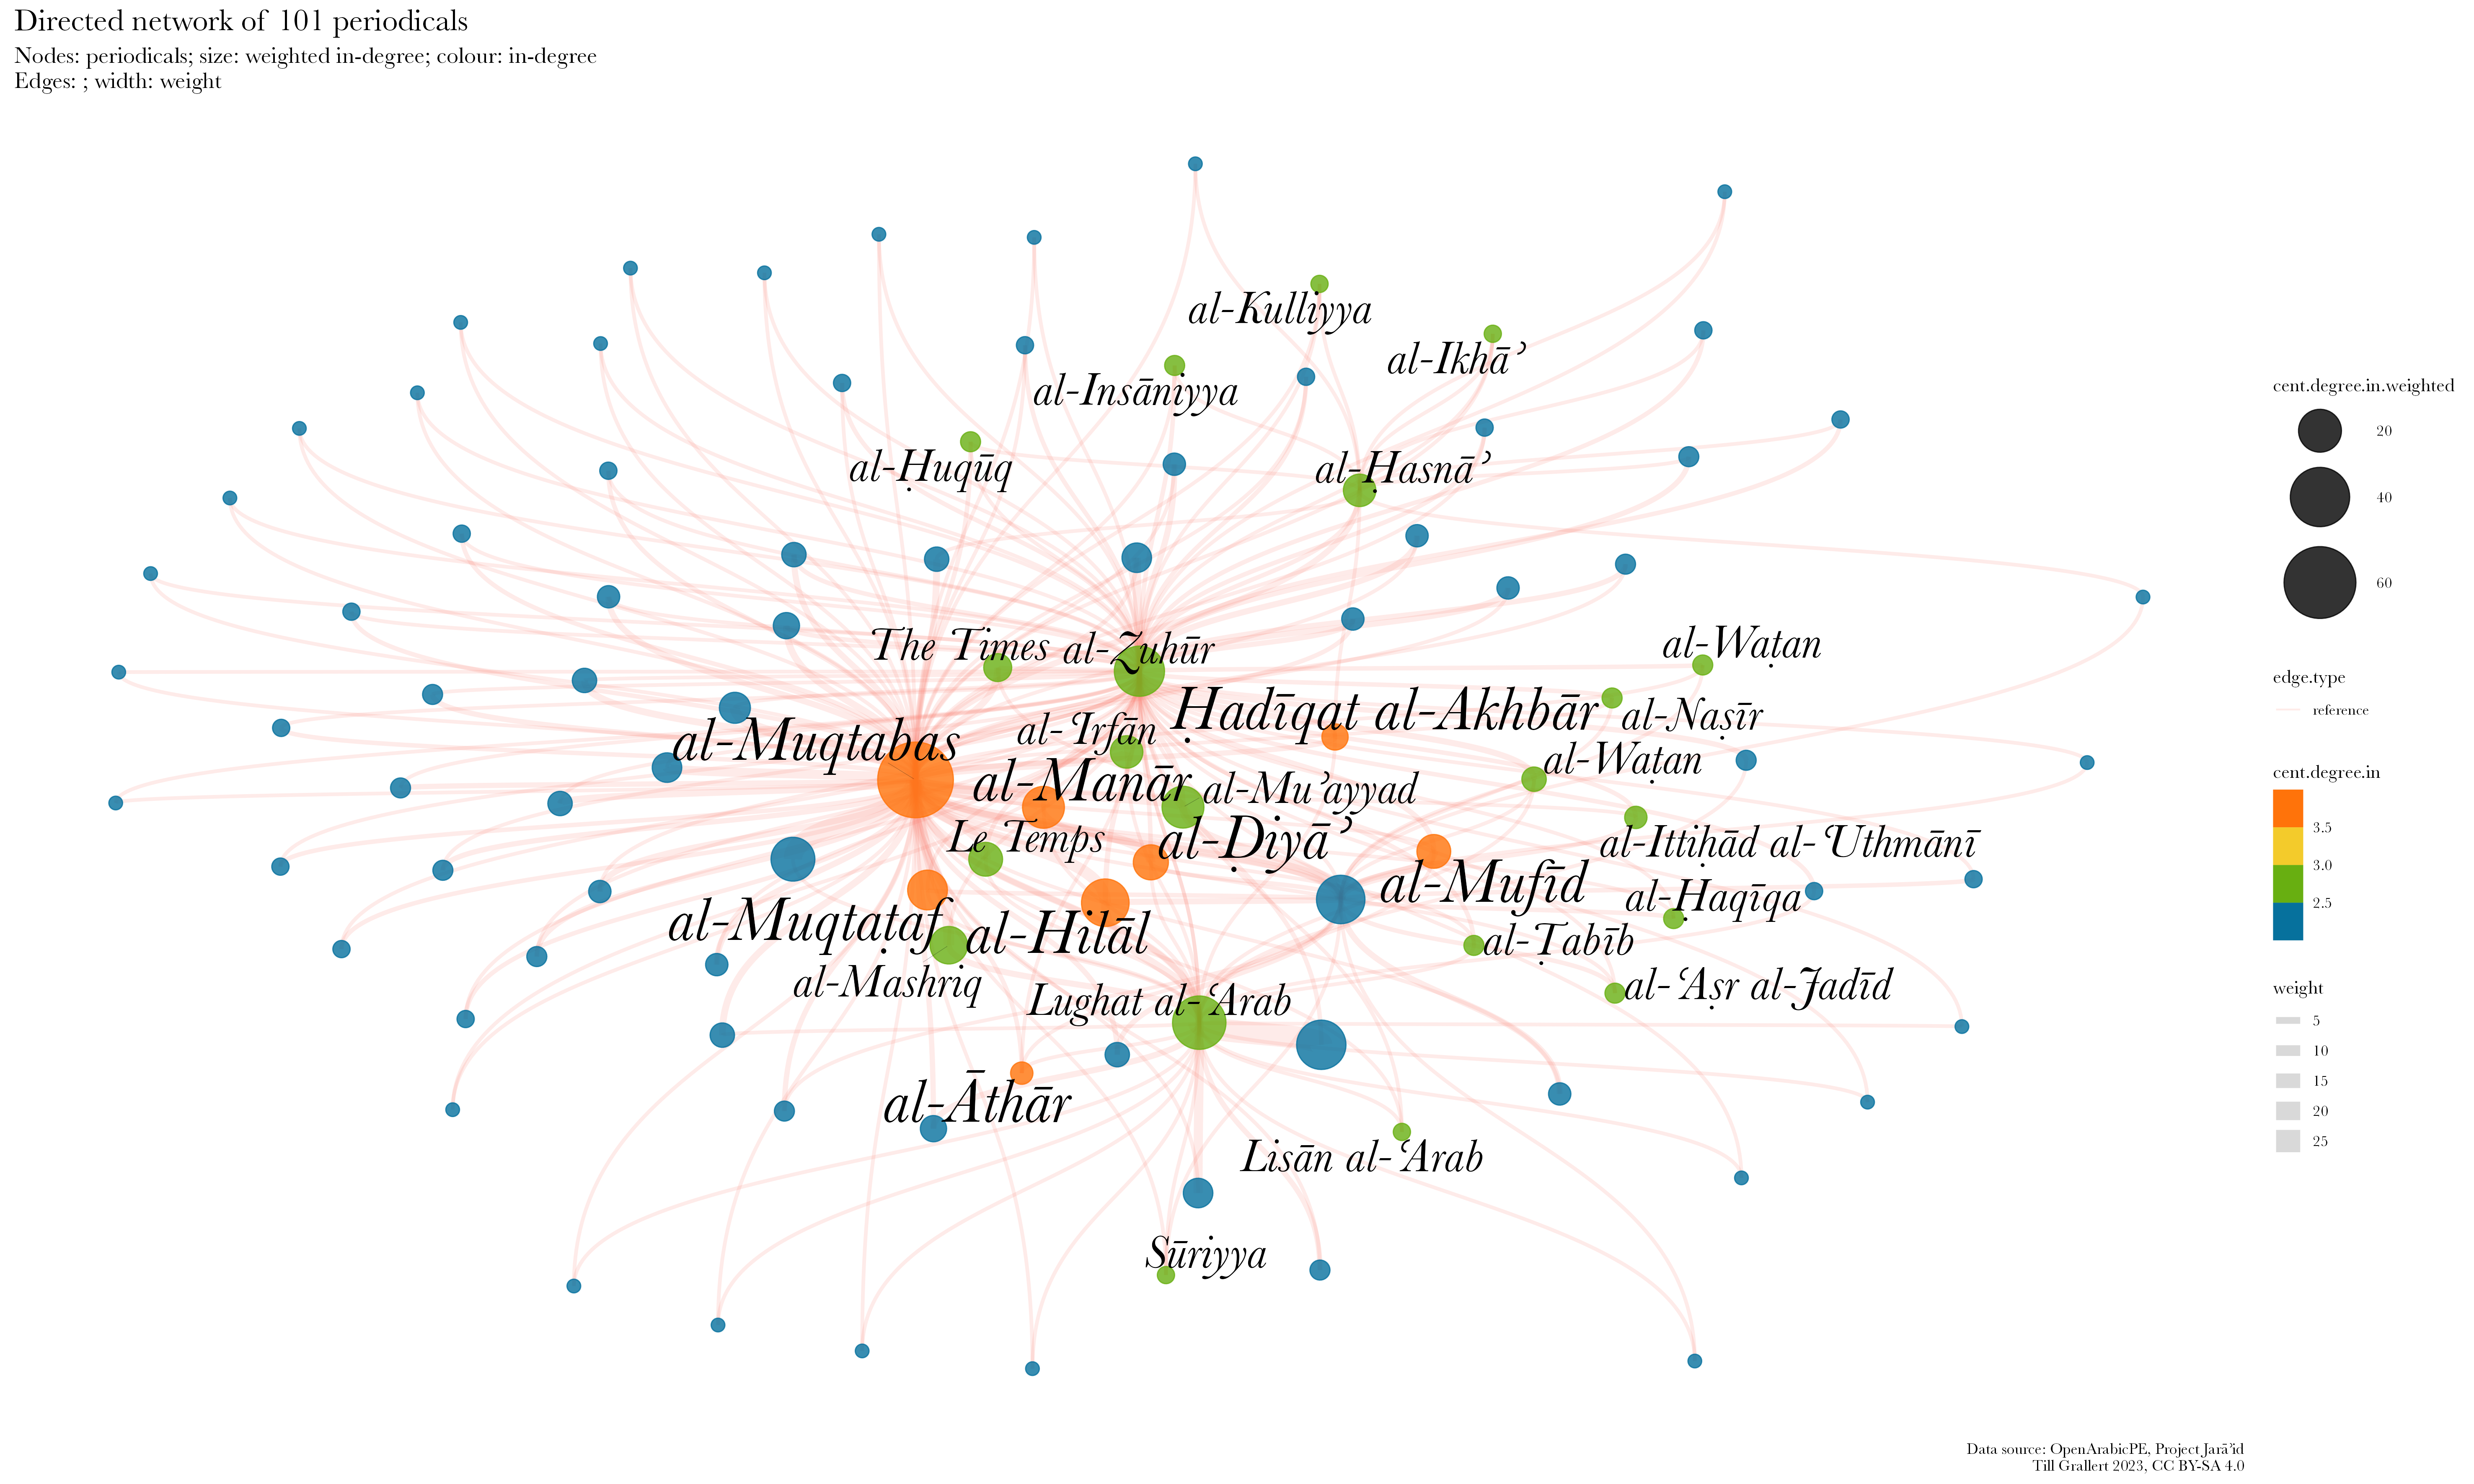 Directed network of 101 periodicals
Nodes: periodicals; size: weighted in-degree; colour: in-degree
Edges: ; width: weight
al-Kulliyya
al-Ikhāʾ
al-Insāniyya
al-Ḥuqūq
al-Ḥasnāʾ
The Times
al-Zuhūr
al-Waṭan
Ḥadīqat al-Akhbār
al-Naṣīr
al-Muqtabas
al-ʿIrfān
al-Waṭan
al-Manār
al-Muʾayyad
Le Temps
al-Ḍiyāʾ
al-Ittiḥād al-ʿUthmānī
al-Mufīd
al-Ḥaqīqa
al-Muqtaṭaf
al-Hilāl
al-Ṭabīb
al-Mashriq
Lughat al-ʿArab
al-ʿAṣr al-Jadīd
al-Āthār
Lisān al-ʿArab
Sūriyya
cent.degree.in.weighted
20
40
60
edge.type
reference
cent.degree.in
3.5
3.0
2.5
weight
5
10
15
20
25
Data source: OpenArabicPE, Project Jarāʾid
Till Grallert 2023, CC BY-SA 4.0